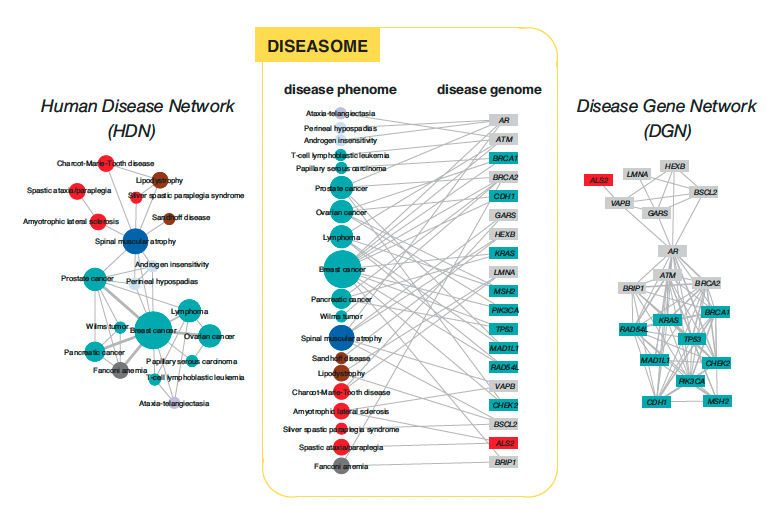 DISEASOME
disease phenome
disease genome
Human Disease Network
(HDN)
Disease Gene Network
(DGN)
Charcot-Marie-Tooth disease
Lipodystrophy
Spastic ataxia/paraplegia
Silver spastic paraplegia syndrome
Amyotrophic lateral sclerosis
Sandhoff disease
Spinal muscular atrophy
Androgen insensitivity
Prostate cancer
Perineal hypospadias
Lymphoma
Wilms tumor
Breast cancer
Ovarian cancer
Pancreatic cancer
Papillary serous carcinoma
Fanconi anemia
T-cell lymphoblastic leukemia
Ataxia-telangiectasia
Ataxia-telangiectasia
Perineal hypospadias
Androgen insensitivity
T-cell lymphoblastic leukemia
Papillary serous carcinoma
Prostate cancer
Ovarian cancer
Lymphoma
Breast cancer
Pancreatic cancer
Wilms tumor
Spinal muscular atrophy
Sandhoff disease
Lipodystrophy
Charcot-Marie-Tooth disease
Amyotrophic lateral sclerosis
Silver spastic paraplegia syndrome
Spastic ataxia/paraplegia
Fanconi anemia
AR
ATM
BRCA1
BRCA2
CDH1
GARS
HEXB
KRAS
LMNA
MSH2
PIK3CA
TP53
MAD1L1
RAD54L
VAPB
CHEK2
BSCL2
ALS2
BRIP1
HEXB
LMNA
ALS2
BSCL2
VAPB
GARS
AR
ATM
BRCA2
BRIP1
BRCA1
KRAS
RAD54L
TP53
MAD1L1
CHEK2
PIK3CA
CDH1
MSH2